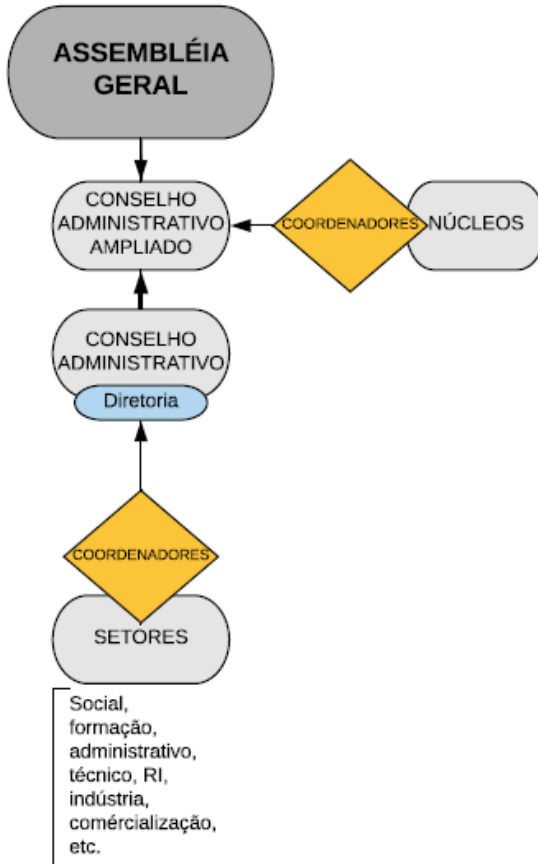 ASSEMBLÉIA
GERAL
CONSELHO
ADMINISTRATIVO
AMPLIADO
COORDENADORES
NÚCLEOS
CONSELHO
ADMINISTRATIVO
Diretoria
COORDENADORES
SETORES
Social,
formação,
administrativo,
técnico, RI,
indústria,
comércialização,
etc.